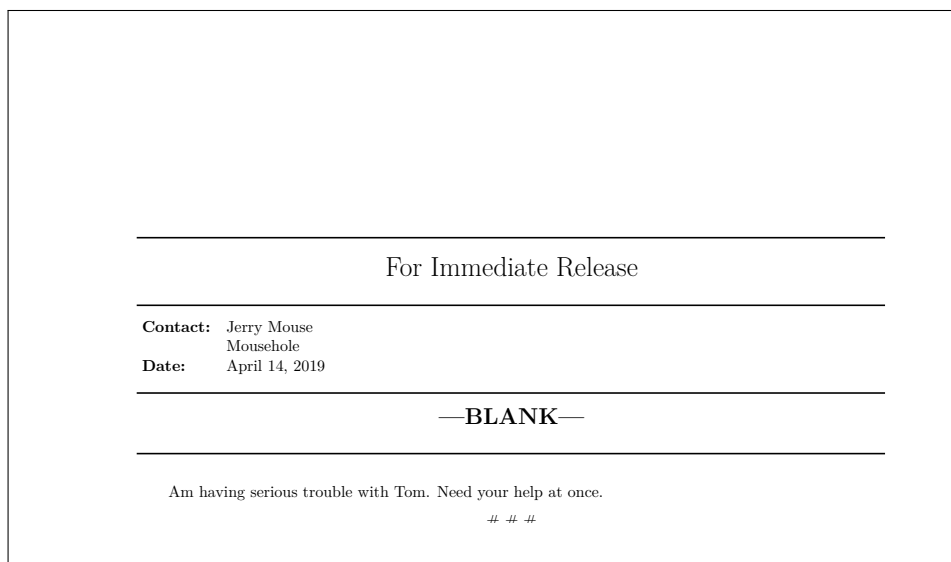 For Immediate Release
Contact: Jerry Mouse
Mousehole
Date: April 14, 2019
—BLANK—
Am having serious trouble with Tom. Need your help at once.
# # #